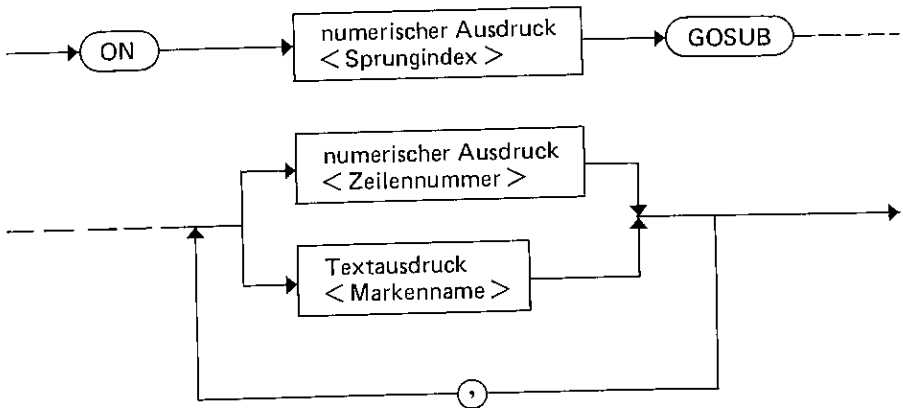 ON
numerischer Ausdruck
< Sprungindex >
GOSUB
numerischer Ausdruck
< Zeilennummer >
Textausdruck
< Markenname >
,